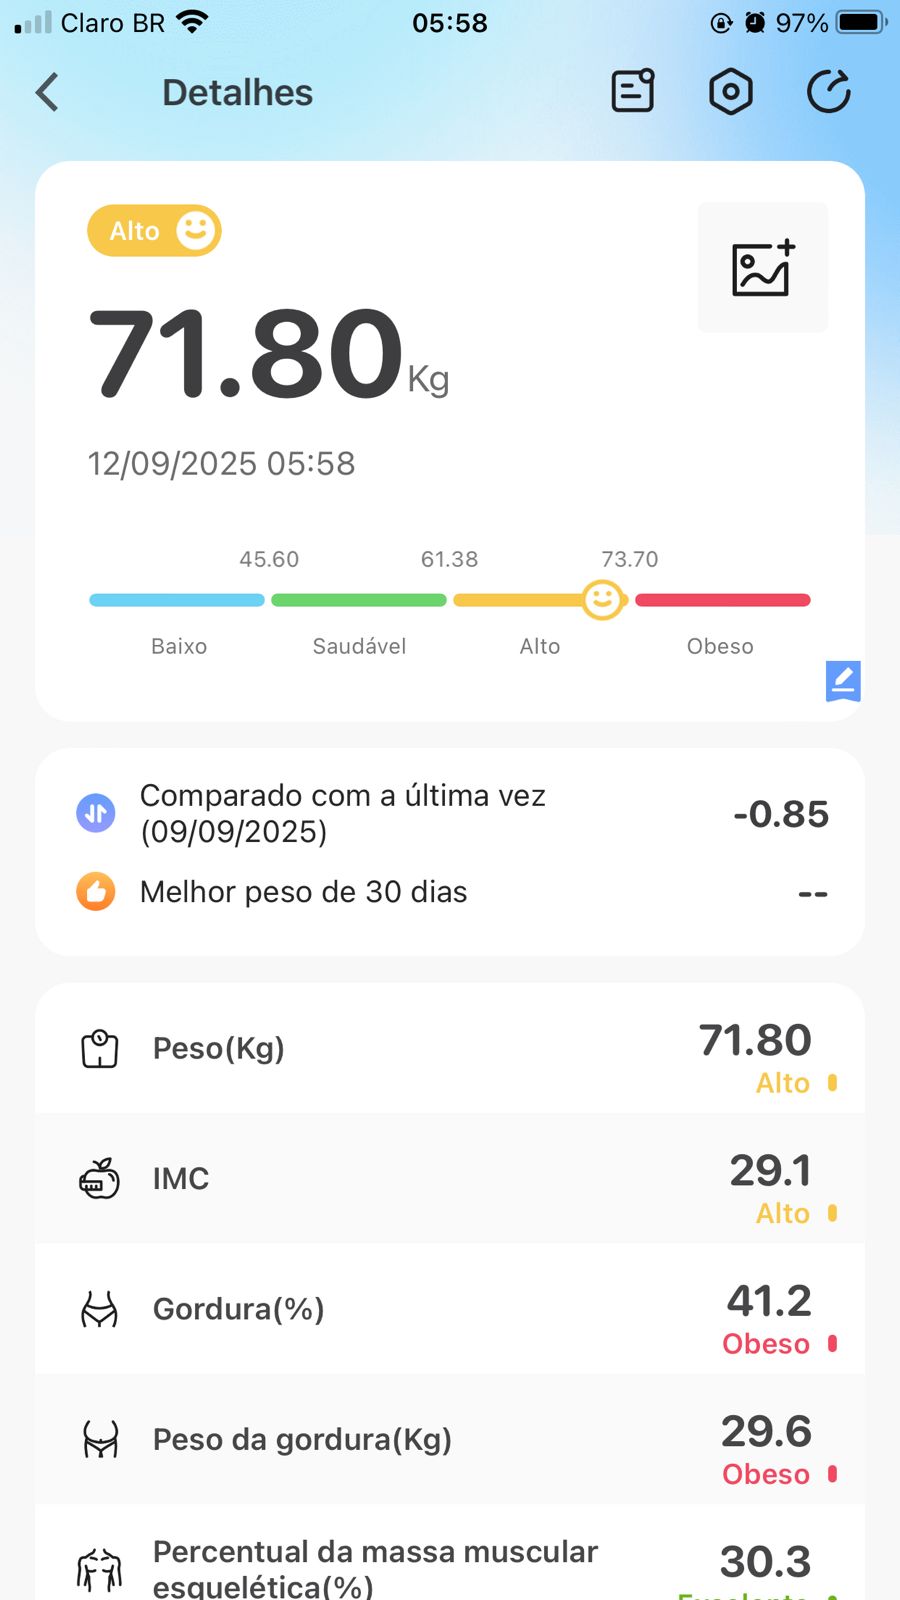 Claro BR 05:58 97%
Detalhes
Alto
71.80Kg
12/09/2025 05:58
45.60 61.38 73.70
Baixo Saudável Alto Obeso
Comparado com a última vez
(09/09/2025)
-0.85
Melhor peso de 30 dias --
Peso(Kg) 71.80
Alto
IMC 29.1
Alto
Gordura(%) 41.2
Obeso
Peso da gordura(Kg) 29.6
Obeso
Percentual da massa muscular
esquelética(%)
30.3